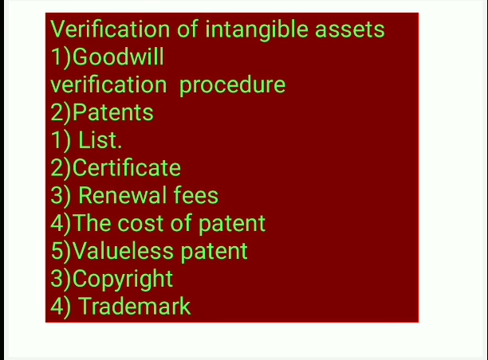 Verification of intangible assets
1)Goodwill
verification  procedure
2)Patents
1) List.
2)Certificate
3) Renewal fees
4)The cost of patent
5)Valueless patent
3)Copyright
4) Trademark